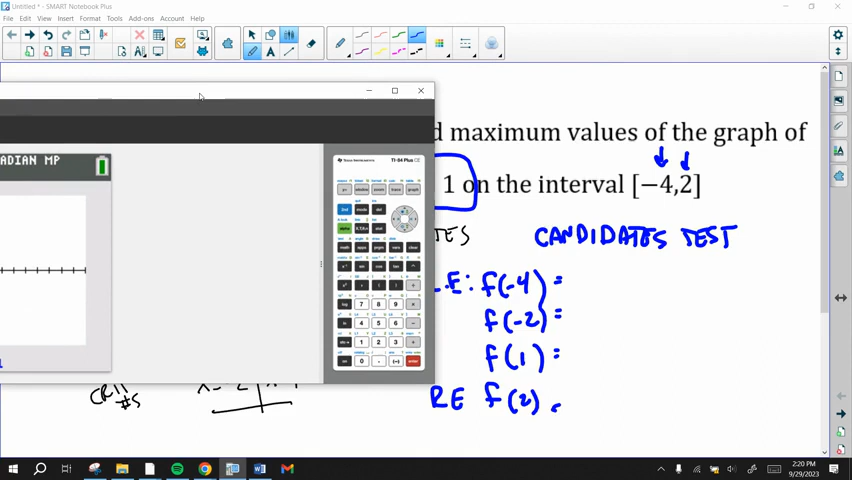 Untitled * - SMART Notebook Plus
File Edit View Insert Format Tools Add-ons Account Help
d maximum values of the graph of
1 on the interval [−4,2]
RADIAN MP
TI-84 Plus
TES
CANDIDATES TEST
L.E: f(-4) =
f(-2) =
f(1) =
RE f(2) =
CRIT
#S
2:20 PM
9/29/2023